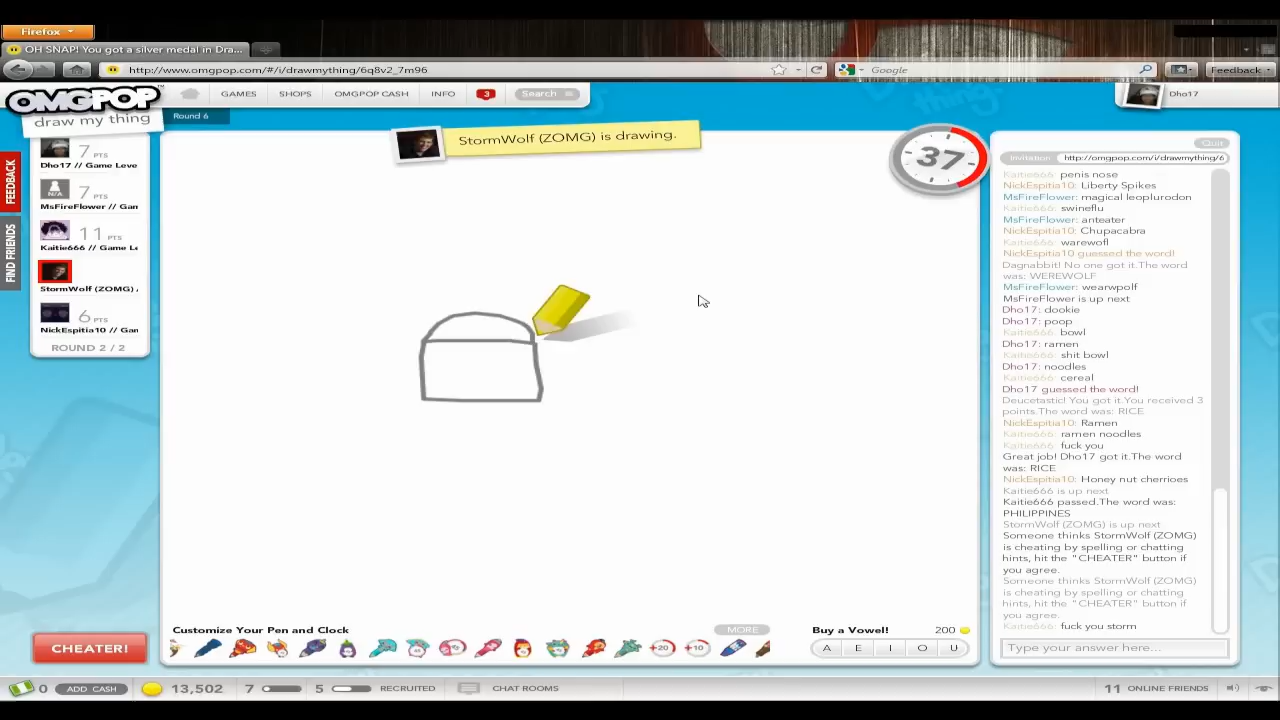 Firefox
OH SNAP! You got a silver medal in Dra...
http://www.omgpop.com/#/i/drawmything/6q8v2_7m96
Google
Feedback
OMGPOP
GAMES
SHOPS
OMGPOP CASH
INFO
3
Search
Dho17
draw my thing
Round 6
StormWolf (ZOMG) is drawing.
37
Quit
FEEDBACK
FIND FRIENDS
7 PTS
Dho17 // Game Leve
N/A
7 PTS
MsFireFlower // Gam
11 PTS
Kaitie666 // Game Le
StormWolf (ZOMG) /
6 PTS
NickEspitia10 // Gam
ROUND 2 / 2
Invitation http://omgpop.com/i/drawmything/6
Kaitie666: penis nose
NickEspitia10: Liberty Spikes
MsFireFlower: magical leoplurodon
Kaitie666: swineflu
MsFireFlower: anteater
NickEspitia10: Chupacabra
Kaitie666: warewofl
NickEspitia10 guessed the word!
Dagnabbit! No one got it.The word
was: WEREWOLF
MsFireFlower: wearwpolf
MsFireFlower is up next
Dho17: dookie
Dho17: poop
Kaitie666: bowl
Dho17: ramen
Kaitie666: shit bowl
Dho17: noodles
Kaitie666: cereal
Dho17 guessed the word!
Deucetastic! You got it.You received 3
points.The word was: RICE
NickEspitia10: Ramen
Kaitie666: ramen noodles
Kaitie666: fuck you
Great job! Dho17 got it.The word
was: RICE
NickEspitia10: Honey nut cherrioes
Kaitie666 is up next
Kaitie666 passed.The word was:
PHILIPPINES
StormWolf (ZOMG) is up next
Someone thinks StormWolf (ZOMG)
is cheating by spelling or chatting
hints, hit the "CHEATER" button if
you agree.
Someone thinks StormWolf (ZOMG)
is cheating by spelling or chatting
hints, hit the "CHEATER" button if
you agree.
Kaitie666: fuck you storm
Type your answer here...
Customize Your Pen and Clock
MORE
Buy a Vowel!
200
+20
+10
A E I O U
CHEATER!
0
ADD CASH
13,502
7
5
RECRUITED
CHAT ROOMS
11 ONLINE FRIENDS